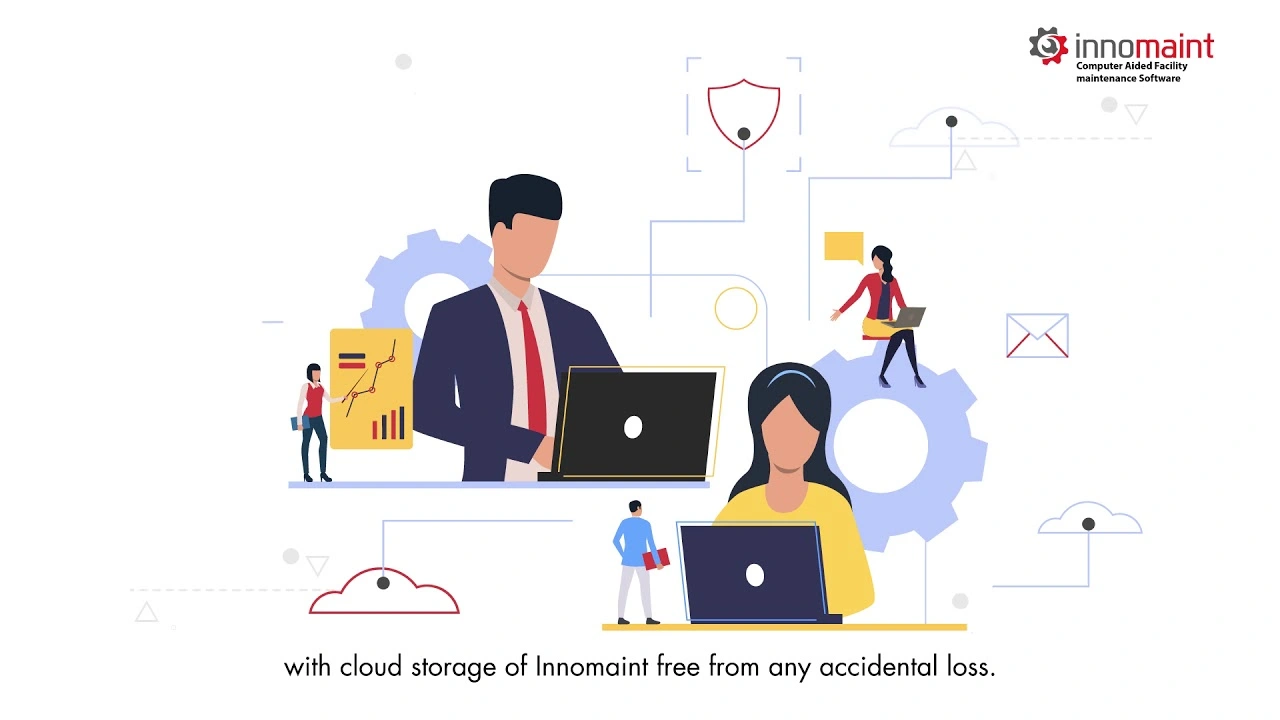 innomaint
Computer Aided Facility
maintenance Software
with cloud storage of Innomaint free from any accidental loss.